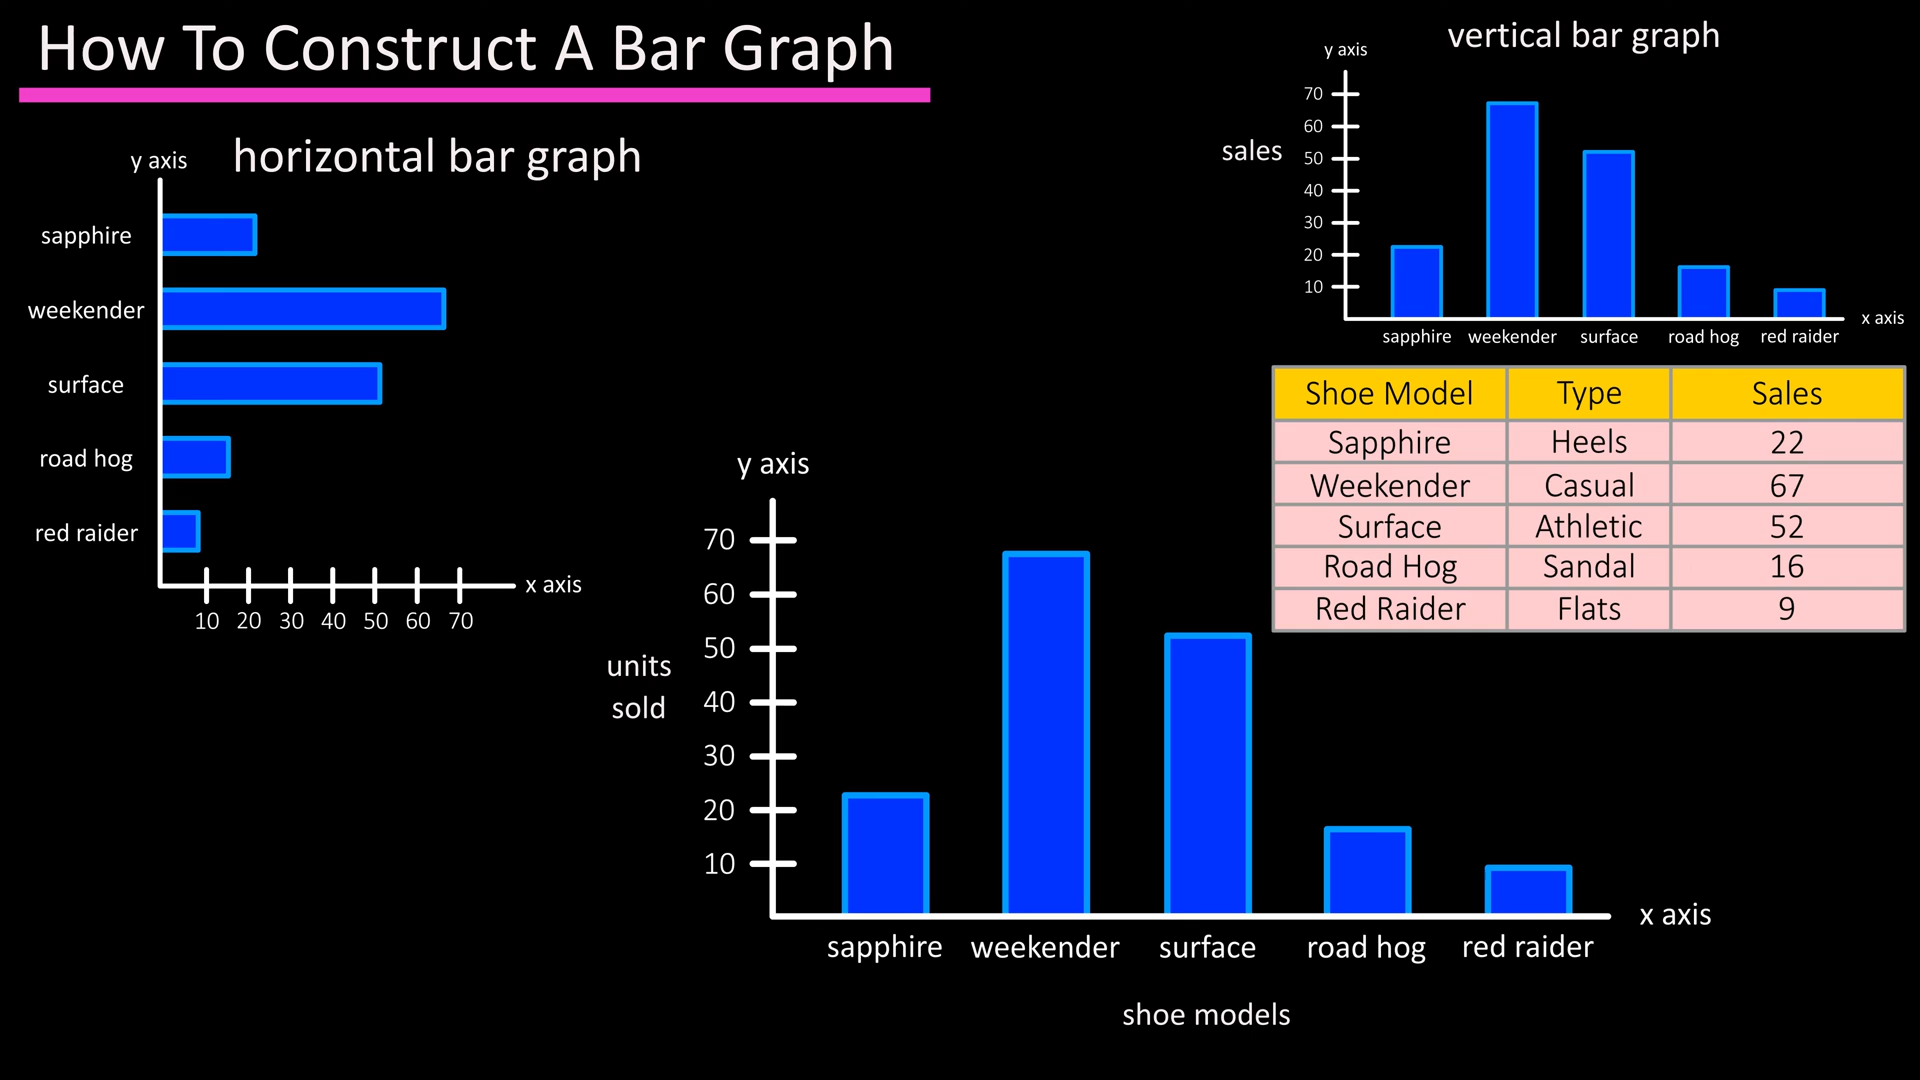 How To Construct A Bar Graph
horizontal bar graph
y axis
sapphire
weekender
surface
road hog
red raider
x axis
10 20 30 40 50 60 70
vertical bar graph
y axis
sales
70
60
50
40
30
20
10
x axis
sapphire weekender surface road hog red raider
Shoe Model Type Sales
Sapphire Heels 22
Weekender Casual 67
Surface Athletic 52
Road Hog Sandal 16
Red Raider Flats 9
y axis
units
sold
70
60
50
40
30
20
10
x axis
sapphire weekender surface road hog red raider
shoe models